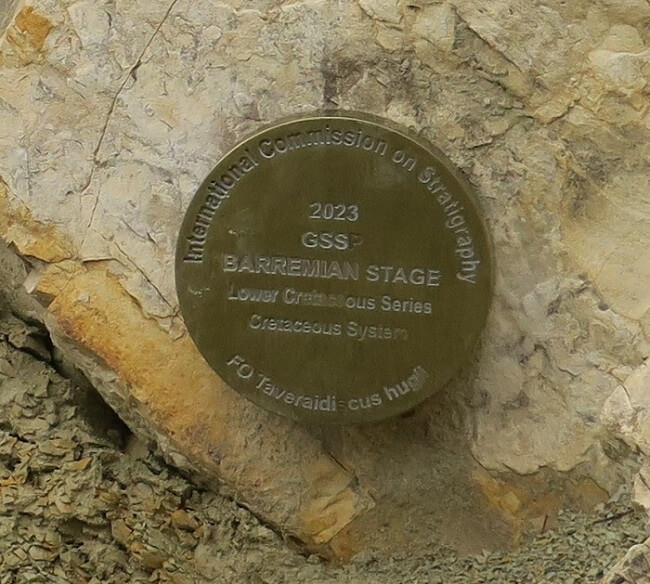 International Commission on Stratigraphy
2023
GSSP
BARREMIAN STAGE
Lower Cretaceous Series
Cretaceous System
FO Taveraidiscus hugii